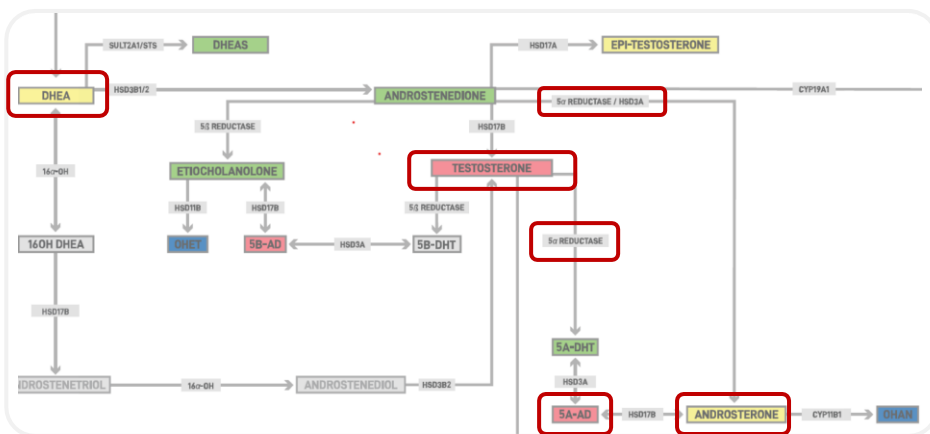 SULT2A1/STS
DHEAS
HSD17A
EPI-TESTOSTERONE
DHEA
HSD3B1/2
ANDROSTENEDIONE
5α REDUCTASE / HSD3A
CYP19A1
5β REDUCTASE
HSD17B
16α-OH
ETIOCHOLANOLONE
TESTOSTERONE
HSD11B
HSD17B
5β REDUCTASE
16OH DHEA
OHET
5B-AD
HSD3A
5B-DHT
5α REDUCTASE
HSD17B
5A-DHT
NDROSTENETRIOL
16α-OH
ANDROSTENEDIOL
HSD3B2
HSD3A
5A-AD
HSD17B
ANDROSTERONE
CYP11B1
OHAN